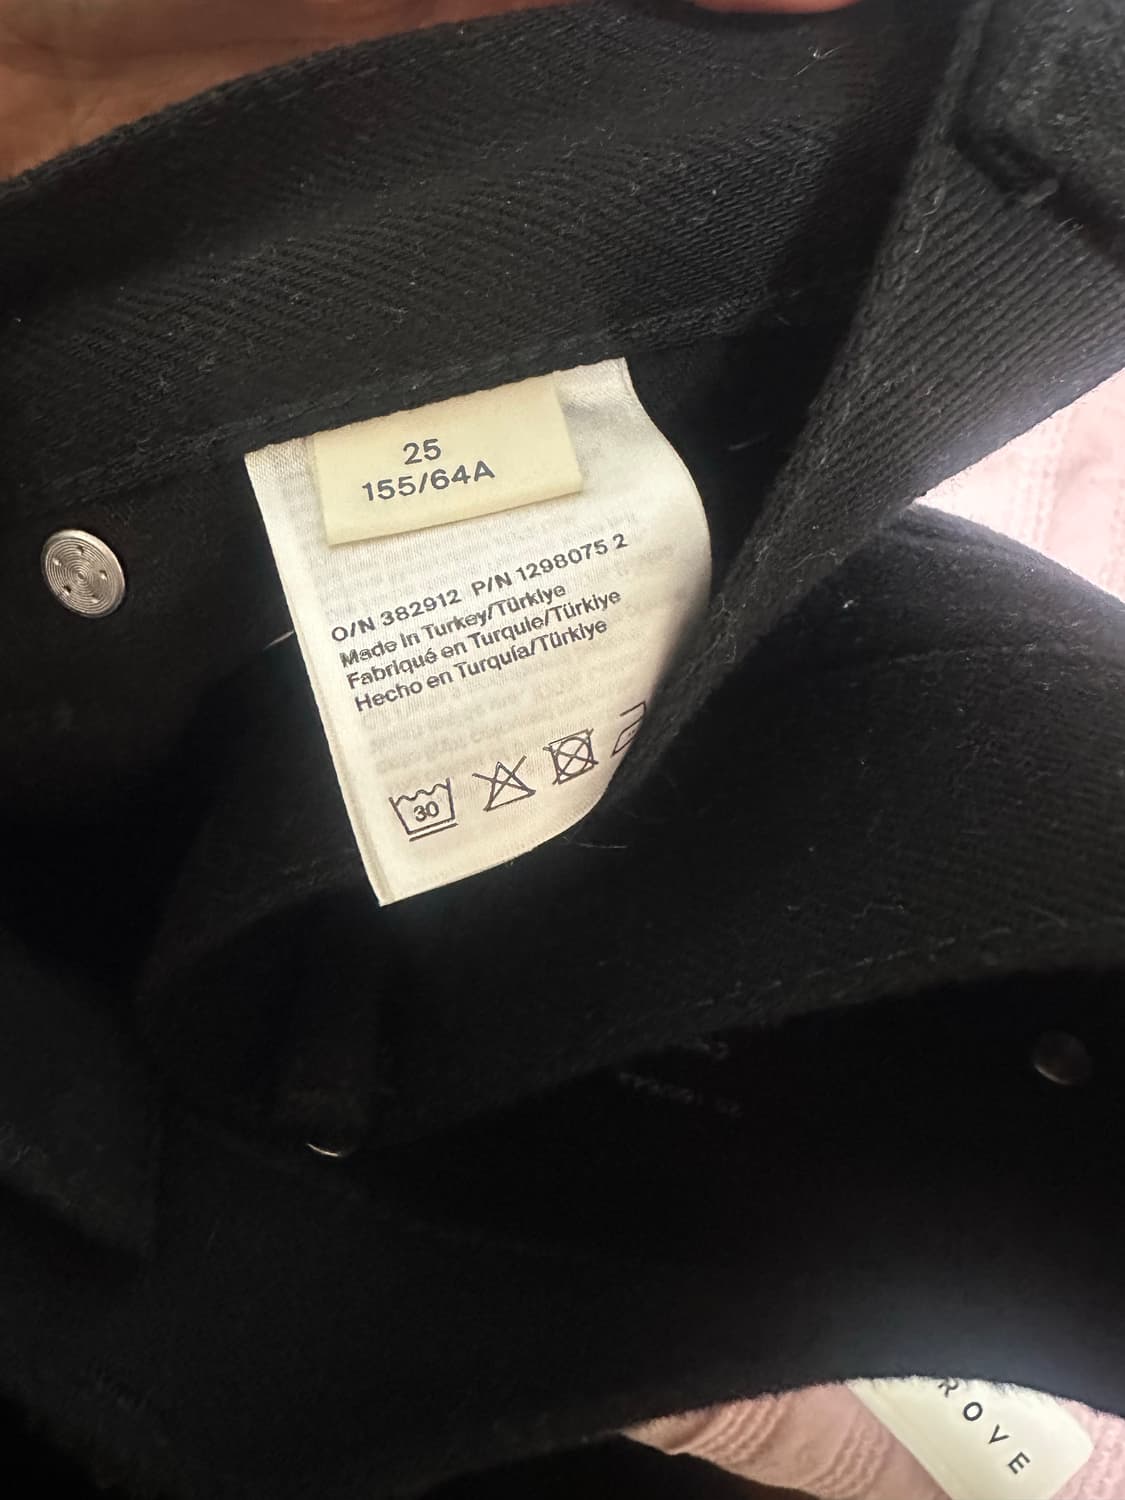 25
155/64A
O/N 382912 P/N 1298075 2
Made in Turkey/Türkiye
Fabriqué en Turquie/Türkiye
Hecho en Turquía/Türkiye
30
ROVE